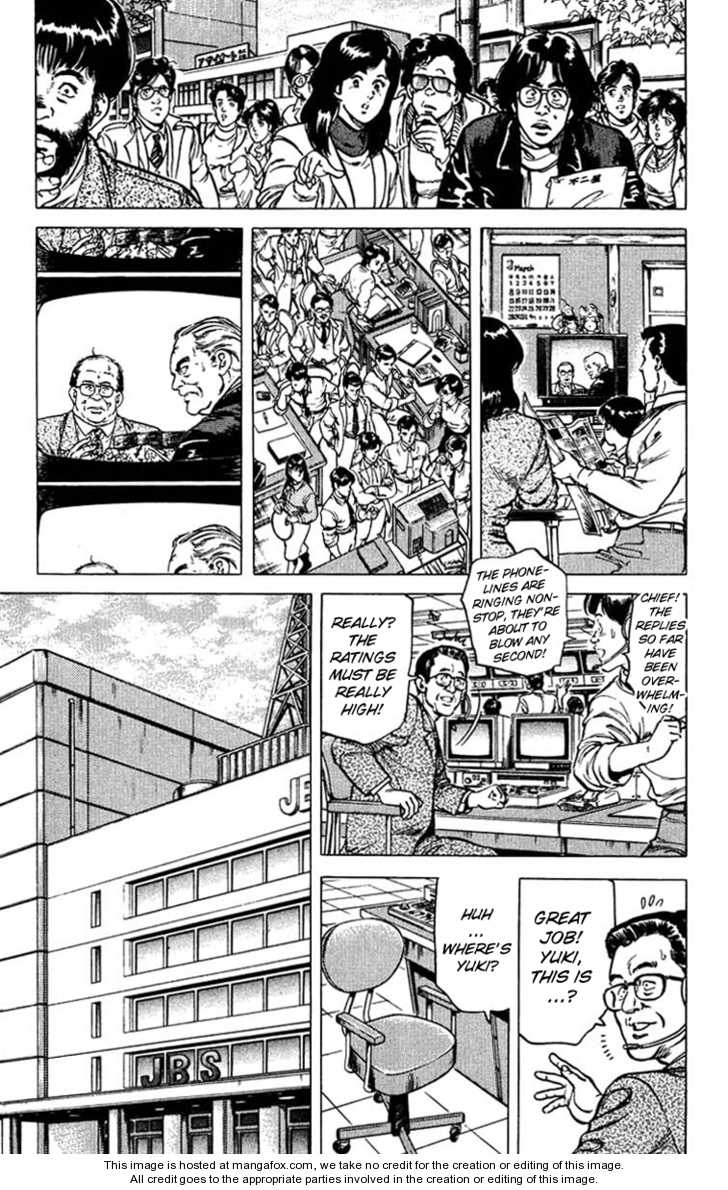 不二屋
March
CHIEF!
THE
REPLIES
SO FAR
HAVE
BEEN
OVER-
WHELM-
ING!
THE PHONE-
LINES ARE
RINGING NON-
STOP, THEY'RE
ABOUT TO
BLOW ANY
SECOND!
REALLY?
THE
RATINGS
MUST BE
REALLY
HIGH!
J
JBS
GREAT
JOB!
YUKI,
THIS IS
...?
HUH
...
WHERE'S
YUKI?
This image is hosted at mangafox.com, we take no credit for the creation or editing of this image.
All credit goes to the appropriate parties involved in the creation or editing of this image.